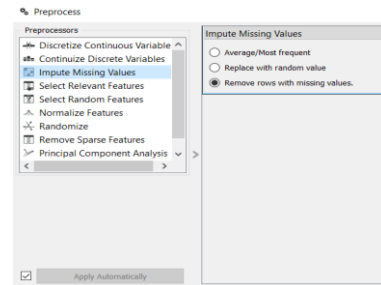 Preprocess
Preprocessors
Discretize Continuous Variable
Continuize Discrete Variables
Impute Missing Values
Select Relevant Features
Select Random Features
Normalize Features
Randomize
Remove Sparse Features
Principal Component Analysis
Apply Automatically
Impute Missing Values
Average/Most frequent
Replace with random value
Remove rows with missing values.